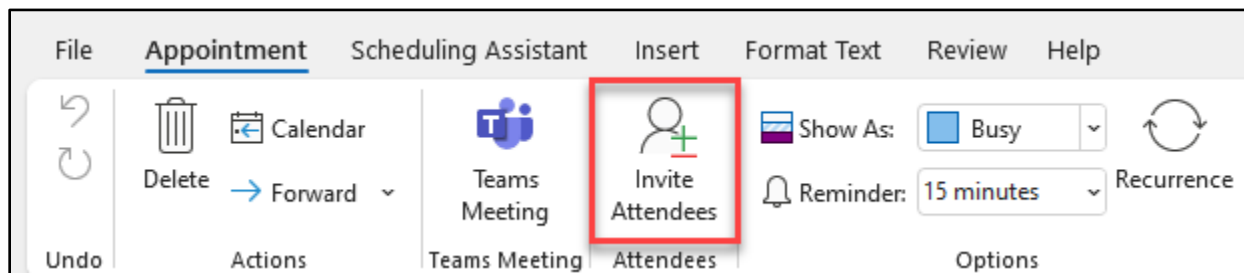 File Appointment Scheduling Assistant Insert Format Text Review Help
Calendar
Show As: Busy
Delete
Forward
Teams
Meeting
Invite
Attendees
Reminder: 15 minutes
Recurrence
Undo Actions Teams Meeting Attendees Options